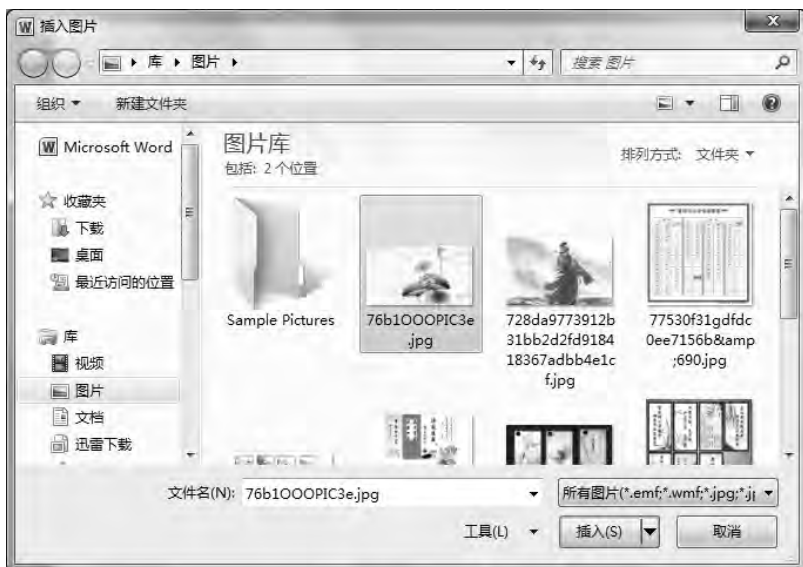 插入图片
库 图片
搜索 图片
组织 新建文件夹
Microsoft Word
收藏夹
下载
桌面
最近访问的位置
库
视频
图片
文档
迅雷下载
图片库
包括: 2 个位置
排列方式: 文件夹
Sample Pictures
76b1OOOPIC3e
.jpg
728da9773912b
31bb2d2fd9184
18367adbb4e1c
f.jpg
77530f31gdfdc
0ee7156b&amp
;690.jpg
文件名(N): 76b1OOOPIC3e.jpg
所有图片(*.emf;*.wmf;*.jpg;*.j
工具(L) 插入(S) 取消